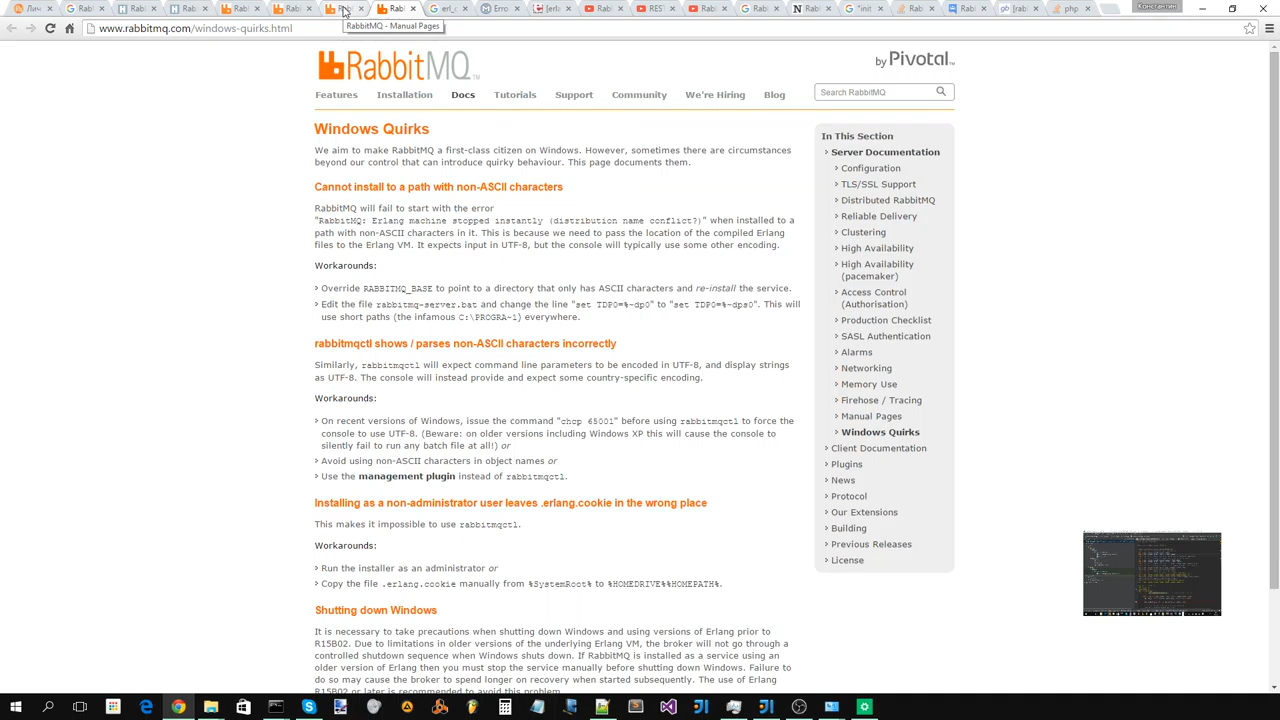 Rabbi
Rabbi
Rabbi
erl_c
Erro
[erla
REST
"init'
php
Константин
RabbitMQ - Manual Pages
www.rabbitmq.com/windows-quirks.html
RabbitMQ™
by Pivotal™
Features Installation Docs Tutorials Support Community We're Hiring Blog
Search RabbitMQ
Windows Quirks
We aim to make RabbitMQ a first-class citizen on Windows. However, sometimes there are circumstances
beyond our control that can introduce quirky behaviour. This page documents them.
Cannot install to a path with non-ASCII characters
RabbitMQ will fail to start with the error
"RabbitMQ: Erlang machine stopped instantly (distribution name conflict?)" when installed to a
path with non-ASCII characters in it. This is because we need to pass the location of the compiled Erlang
files to the Erlang VM. It expects input in UTF-8, but the console will typically use some other encoding.
Workarounds:
Override RABBITMQ_BASE to point to a directory that only has ASCII characters and re-install the service.
Edit the file rabbitmq-server.bat and change the line "set TDP0=%~dp0" to "set TDP0=%~dps0". This will
use short paths (the infamous C:\PROGRA~1) everywhere.
rabbitmqctl shows / parses non-ASCII characters incorrectly
Similarly, rabbitmqctl will expect command line parameters to be encoded in UTF-8, and display strings
as UTF-8. The console will instead provide and expect some country-specific encoding.
Workarounds:
On recent versions of Windows, issue the command "chcp 65001" before using rabbitmqctl to force the
console to use UTF-8. (Beware: on older versions including Windows XP this will cause the console to
silently fail to run any batch file at all!) or
Avoid using non-ASCII characters in object names or
Use the management plugin instead of rabbitmqctl.
Installing as a non-administrator user leaves .erlang.cookie in the wrong place
This makes it impossible to use rabbitmqctl.
Workarounds:
Run the installer as an administrator or
Copy the file .erlang.cookie manually from %SystemRoot% to %HOMEDRIVE%%HOMEPATH%.
Shutting down Windows
It is necessary to take precautions when shutting down Windows and using versions of Erlang prior to
R15B02. Due to limitations in older versions of the underlying Erlang VM, the broker will not go through a
controlled shutdown sequence when Windows shuts down. If RabbitMQ is installed as a service using an
older version of Erlang then you must stop the service manually before shutting down Windows. Failure to
do so may cause the broker to spend longer on recovery when started subsequently. The use of Erlang
R15B02 or later is recommended to avoid this problem.
In This Section
Server Documentation
Configuration
TLS/SSL Support
Distributed RabbitMQ
Reliable Delivery
Clustering
High Availability
High Availability
(pacemaker)
Access Control
(Authorisation)
Production Checklist
SASL Authentication
Alarms
Networking
Memory Use
Firehose / Tracing
Manual Pages
Windows Quirks
Client Documentation
Plugins
News
Protocol
Our Extensions
Building
Previous Releases
License